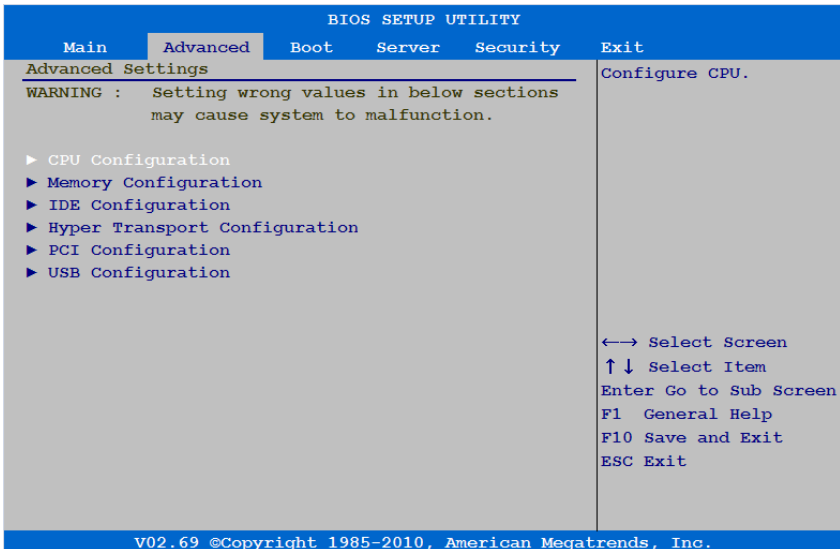 BIOS SETUP UTILITY
Main Advanced Boot Server Security Exit
Advanced Settings
WARNING : Setting wrong values in below sections
may cause system to malfunction.
► CPU Configuration
► Memory Configuration
► IDE Configuration
► Hyper Transport Configuration
► PCI Configuration
► USB Configuration
Configure CPU.
←→ Select Screen
↑↓ Select Item
Enter Go to Sub Screen
F1 General Help
F10 Save and Exit
ESC Exit
V02.69 ©Copyright 1985-2010, American Megatrends, Inc.